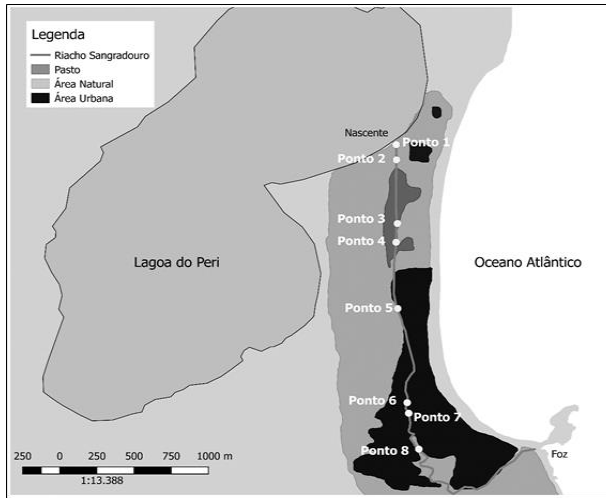 Legenda
Riacho Sangradouro
Pasto
Área Natural
Área Urbana
Nascente
Ponto 1
Ponto 2
Ponto 3
Ponto 4
Lagoa do Peri
Oceano Atlântico
Ponto 5
Ponto 6
Ponto 7
Ponto 8
Foz
250 0 250 500 750 1000 m
1:13.388